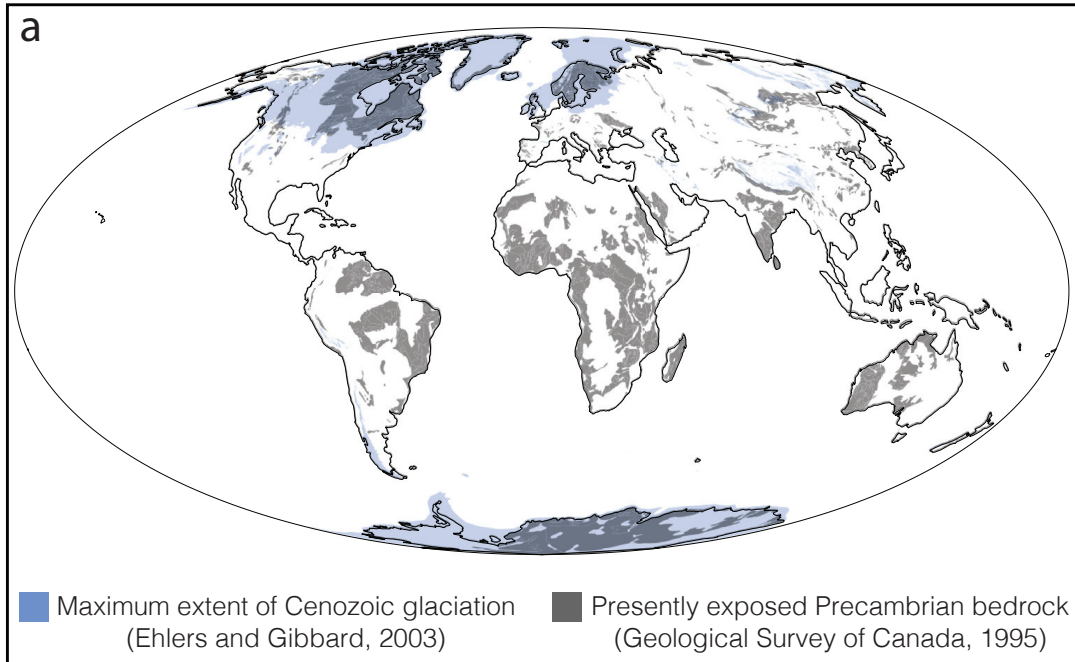 a
Maximum extent of Cenozoic glaciation
(Ehlers and Gibbard, 2003)
Presently exposed Precambrian bedrock
(Geological Survey of Canada, 1995)